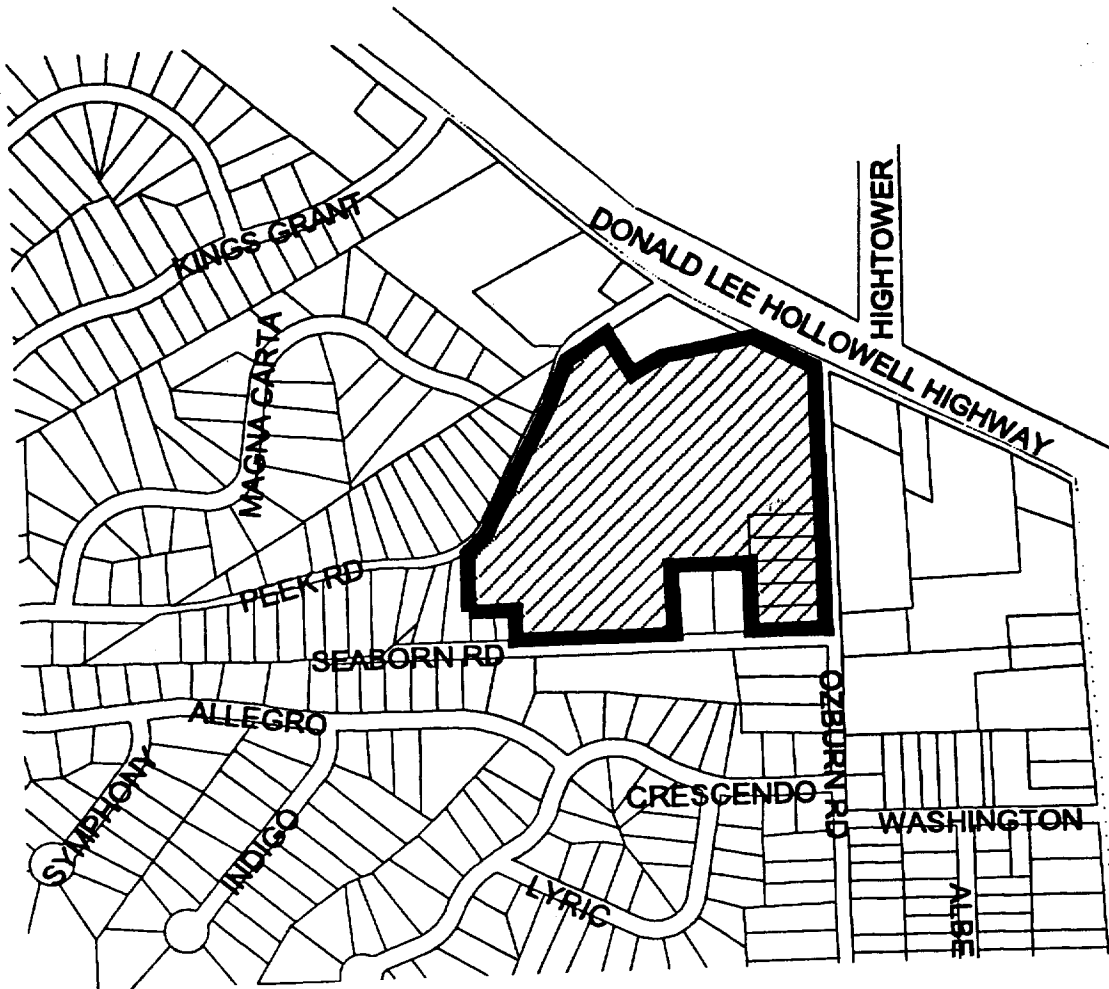 HIGHTOWER
DONALD LEE HOLLOWELL HIGHWAY
KINGS GRANT
MAGNA CARTA
PEEK RD
SEABORN RD
ALLEGRO
OZBURN RD
SYMPHONY
INDIGO
CRESCENDO
WASHINGTON
LYRIC
ALBE